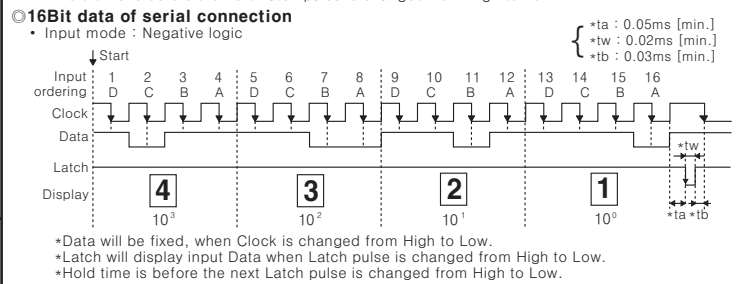 ◎16Bit data of serial connection
• Input mode : Negative logic
*ta : 0.05ms [min.]
*tw : 0.02ms [min.]
*tb : 0.03ms [min.]
Start
Input ordering 1 2 3 4 5 6 7 8 9 10 11 12 13 14 15 16
D C B A D C B A D C B A D C B A
Clock
Data
*tw
Latch
Display 4 3 2 1
10³ 10² 10¹ 10⁰ *ta *tb
*Data will be fixed, when Clock is changed from High to Low.
*Latch will display input Data when Latch pulse is changed from High to Low.
*Hold time is before the next Latch pulse is changed from High to Low.